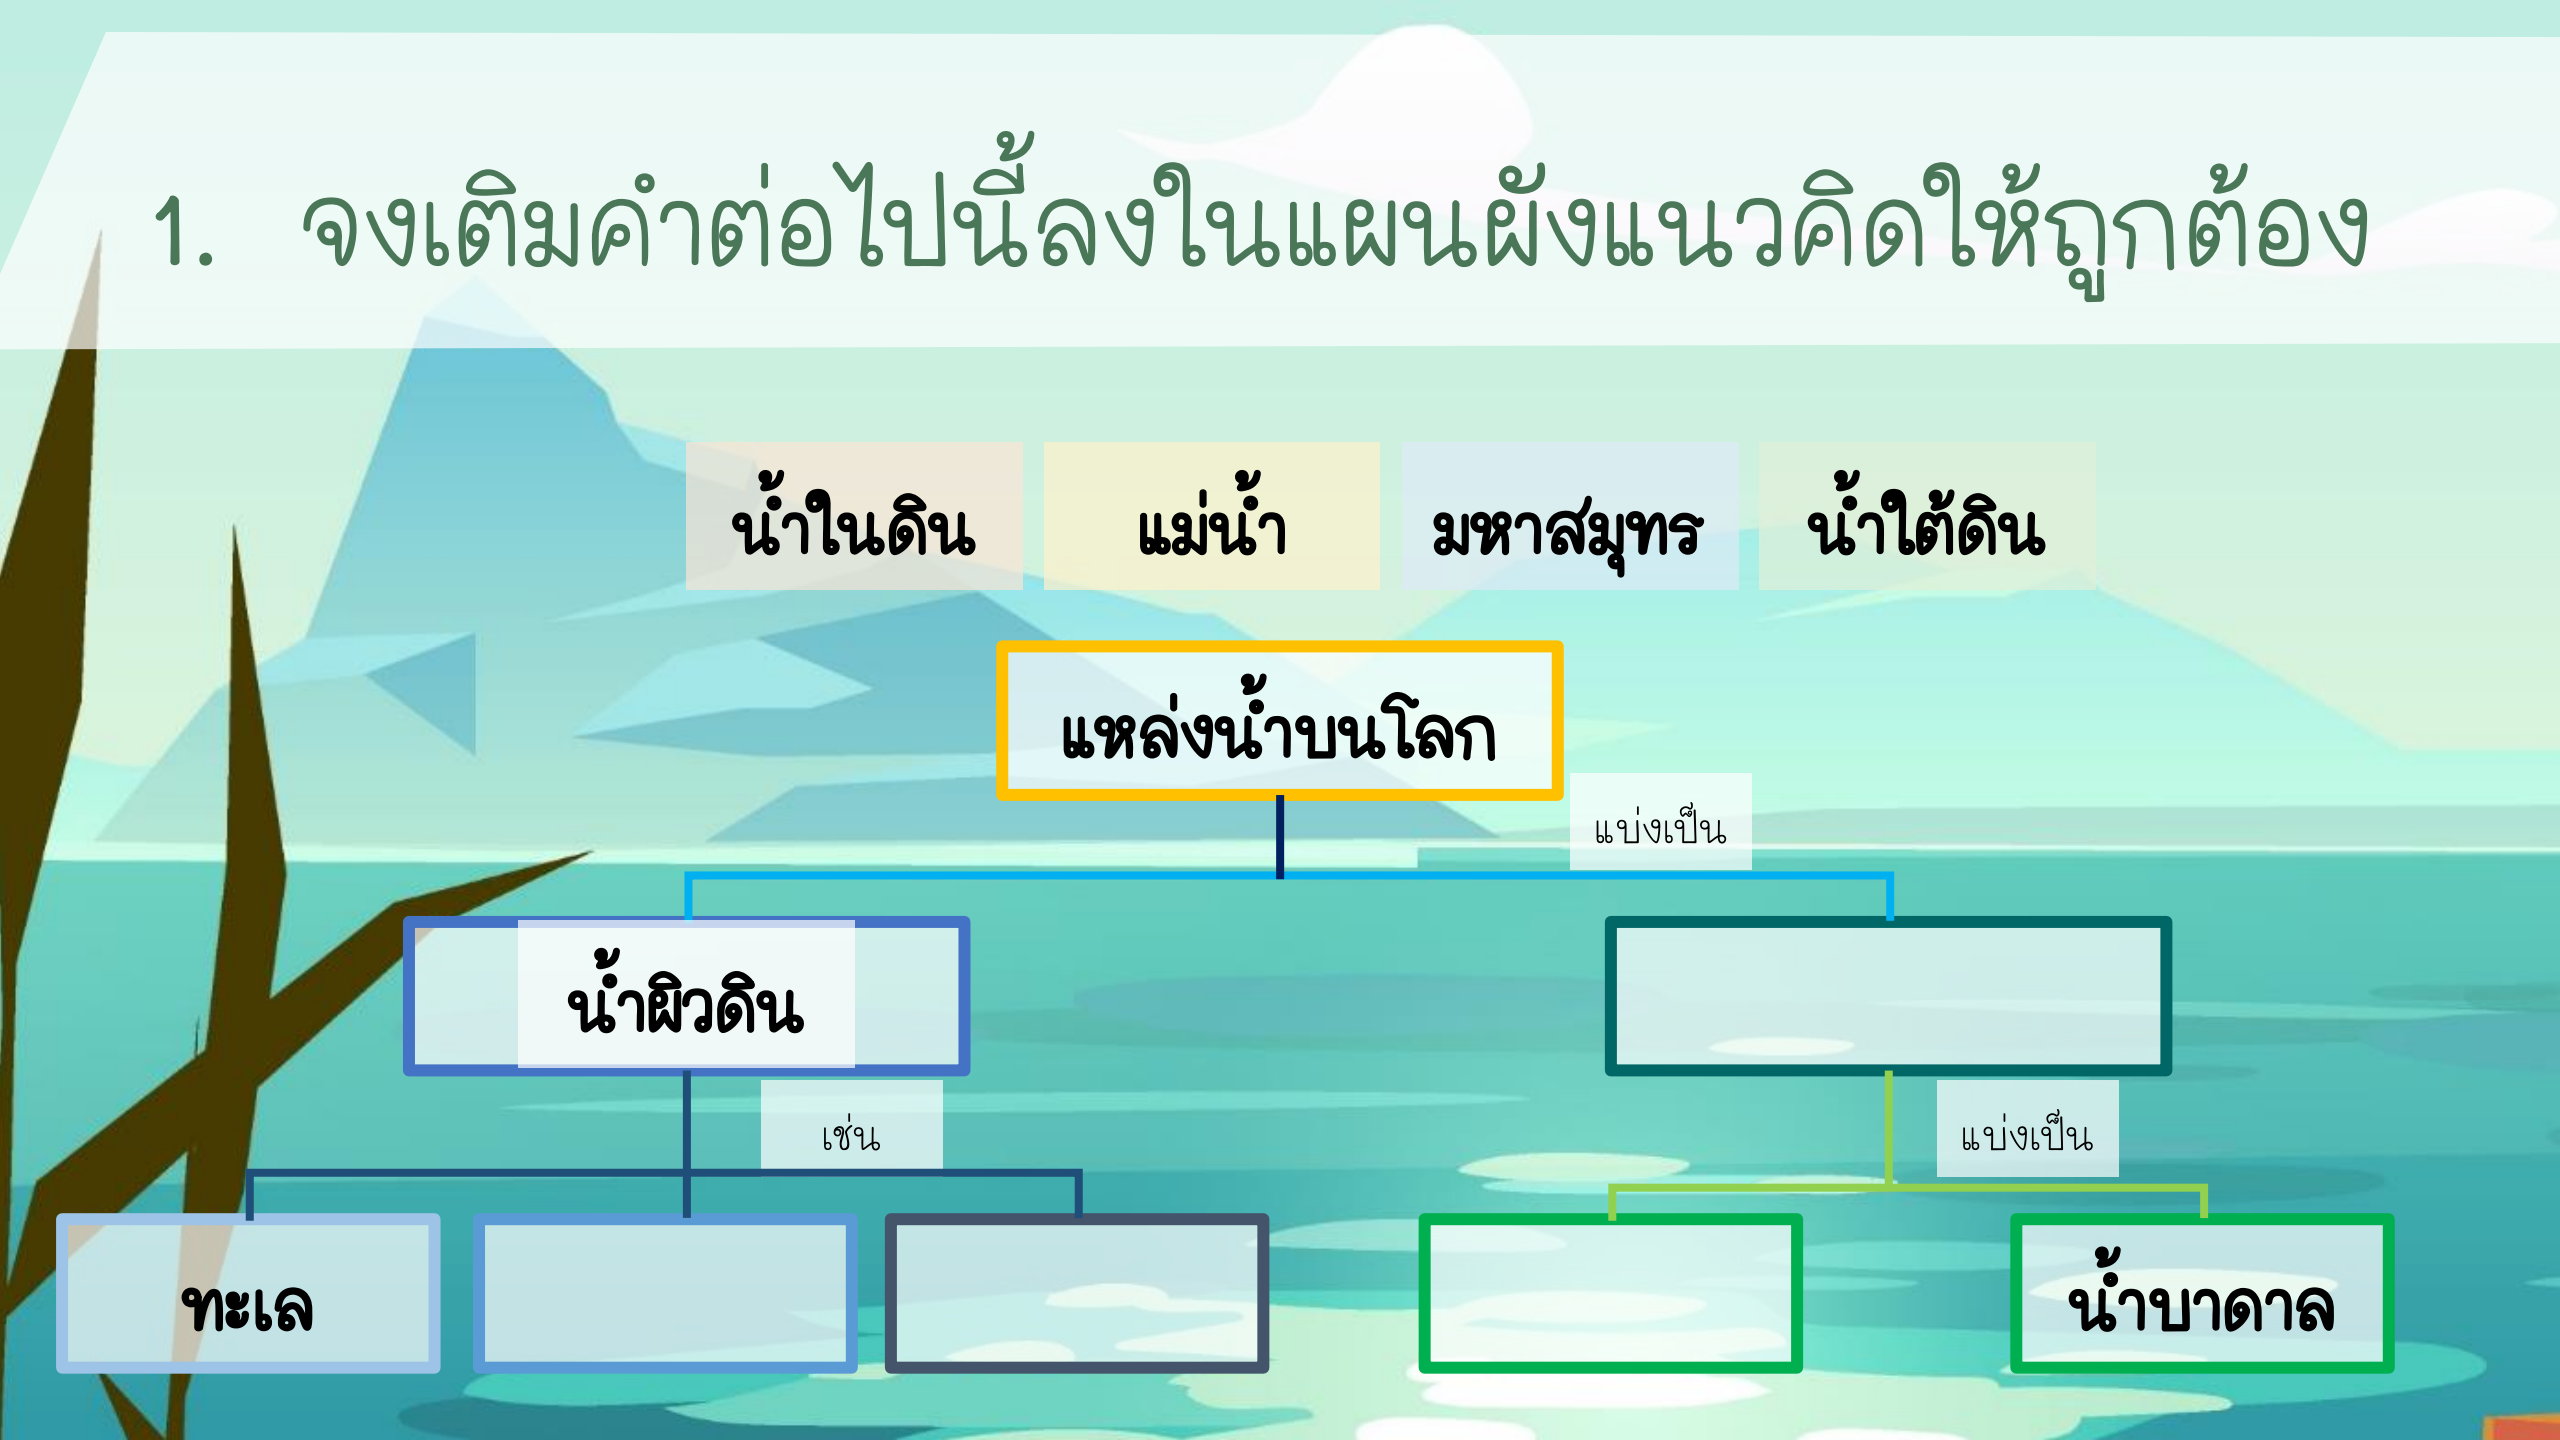 1. จงเติมคำต่อไปนี้ลงในแผนผังแนวคิดให้ถูกต้อง
น้ำในดิน แม่น้ำ มหาสมุทร น้ำใต้ดิน
แหล่งน้ำบนโลก
แบ่งเป็น
น้ำผิวดิน
เช่น แบ่งเป็น
ทะเล น้ำบาดาล